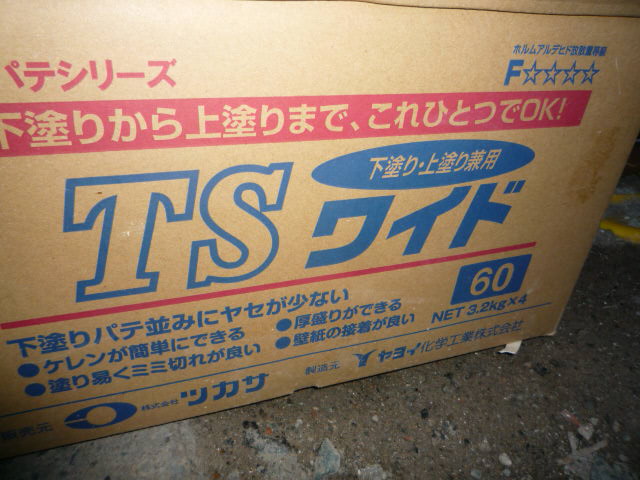 パテシリーズ
ホルムアルデヒド放散量等級
F☆☆☆☆
下塗りから上塗りまで、これひとつでOK!
下塗り・上塗り兼用
TSワイド
60
NET 3.2kg×4
下塗りパテ並みにヤセが少ない
●ケレンが簡単にできる
●厚盛りができる
●塗り易くミミ切れが良い
●壁紙の接着が良い
販売元 株式会社 ツカサ
製造元 ヤヨイ化学工業株式会社